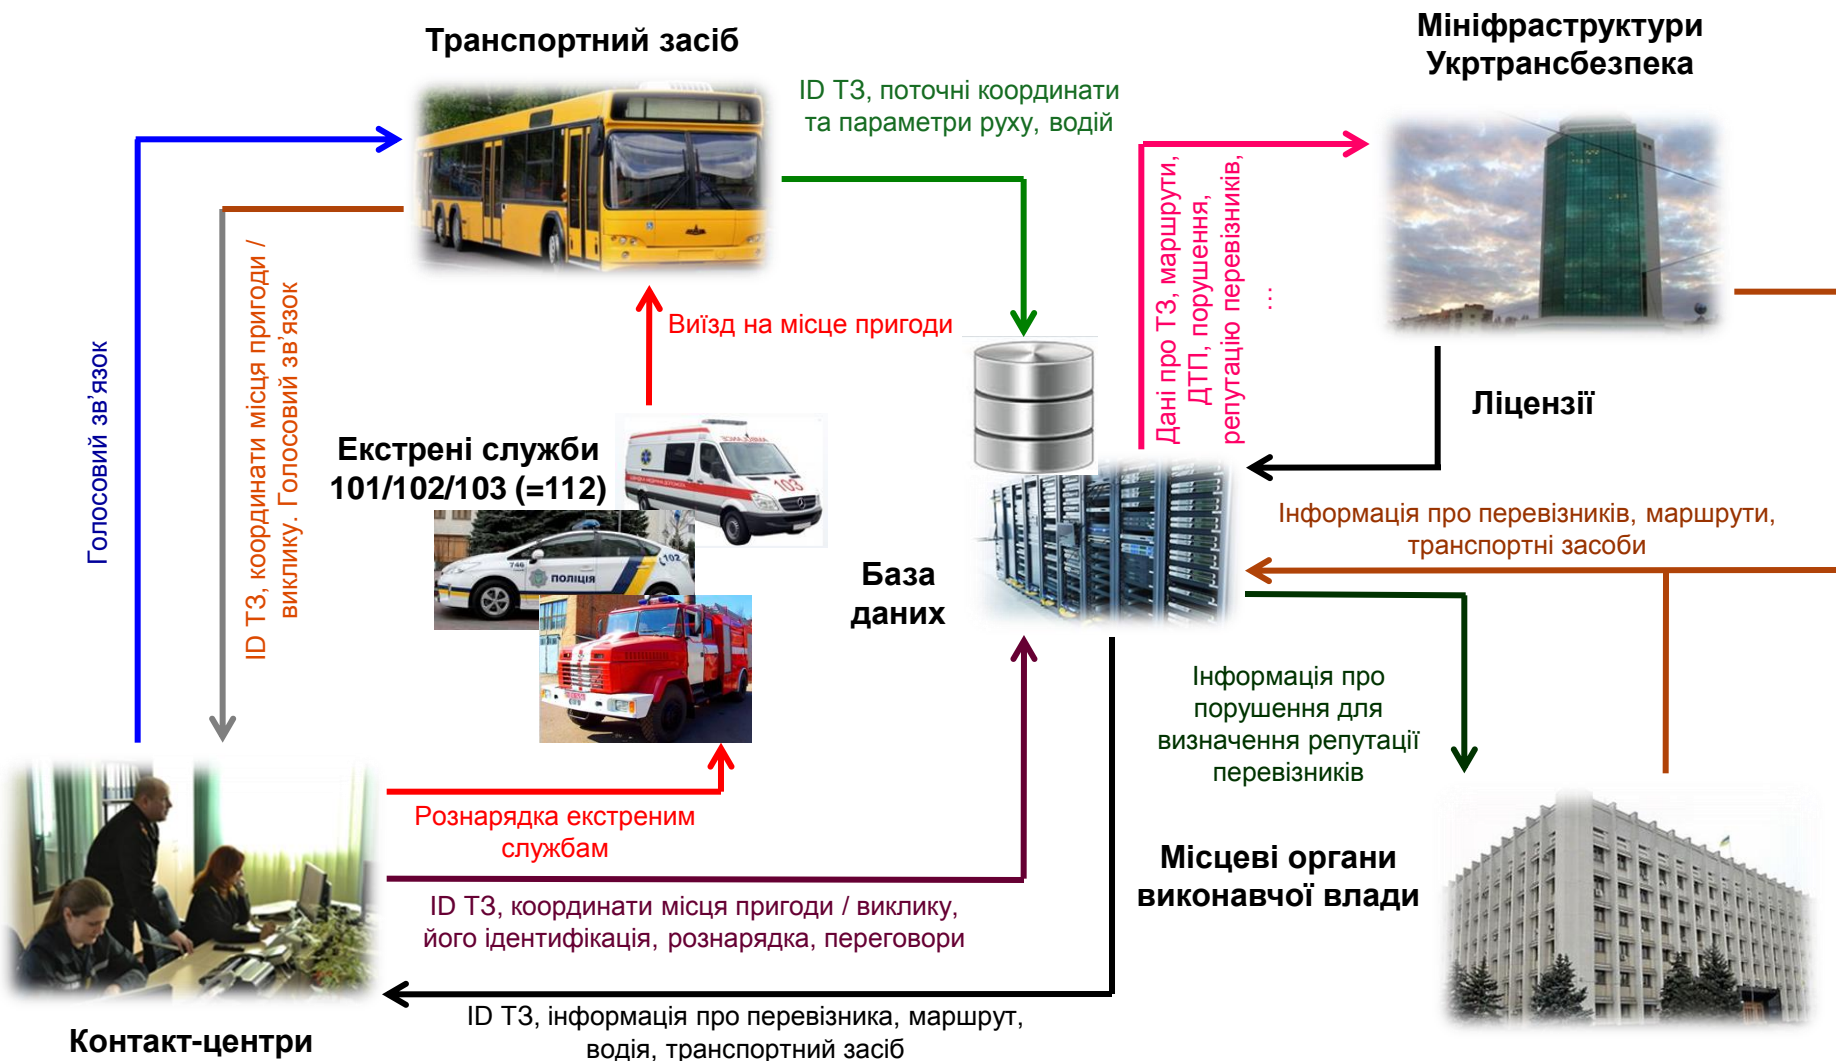 Транспортний засіб
Мініфраструктури
Укртрансбезпека
ID ТЗ, поточні координати
та параметри руху, водій
Дані про ТЗ, маршрути,
ДТП, порушення,
репутацію перевізників,
…
Голосовий зв’язок
ID ТЗ, координати місця пригоди /
виклику. Голосовий зв’язок
Виїзд на місце пригоди
Ліцензії
Екстрені служби
101/102/103 (=112)
103
746
102
ПОЛІЦІЯ
База
даних
Інформація про перевізників, маршрути,
транспортні засоби
Інформація про
порушення для
визначення репутації
перевізників
Рознарядка екстреним
службам
Місцеві органи
виконавчої влади
ID ТЗ, координати місця пригоди / виклику,
його ідентифікація, рознарядка, переговори
ID ТЗ, інформація про перевізника, маршрут,
водія, транспортний засіб
Контакт-центри